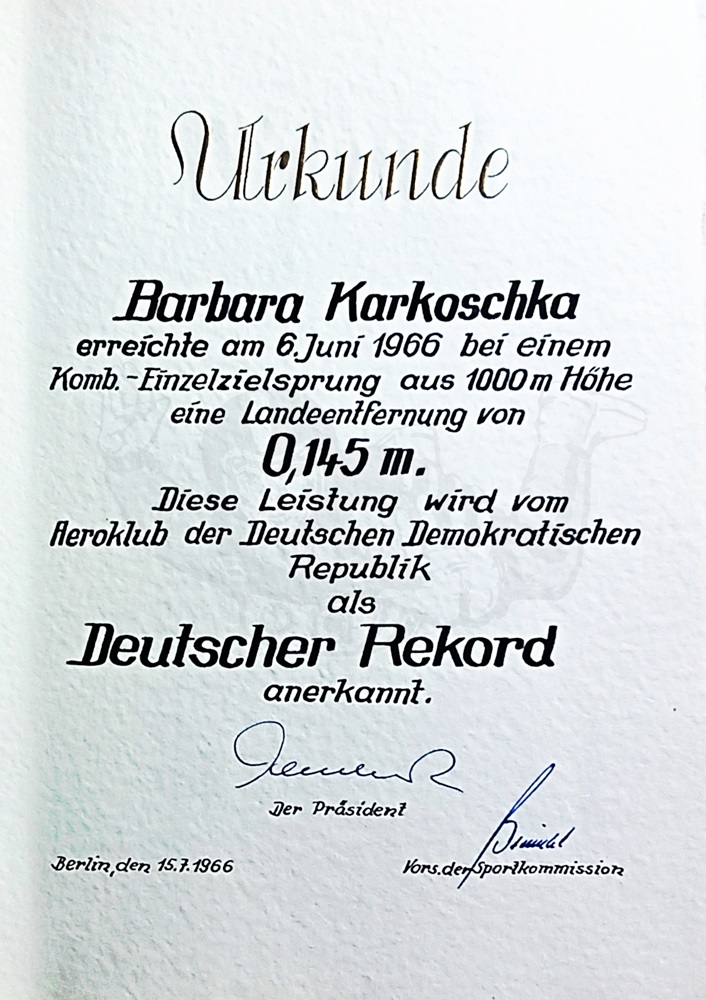 Urkunde
Barbara Karkoschka
erreichte am 6. Juni 1966 bei einem
Komb.-Einzelzielsprung aus 1000 m Höhe
eine Landeentfernung von
0,145 m.
Diese Leistung wird vom
Aeroklub der Deutschen Demokratischen
Republik
als
Deutscher Rekord
anerkannt.
Der Präsident
Berlin, den 15.7.1966 Vors. der Sportkommission